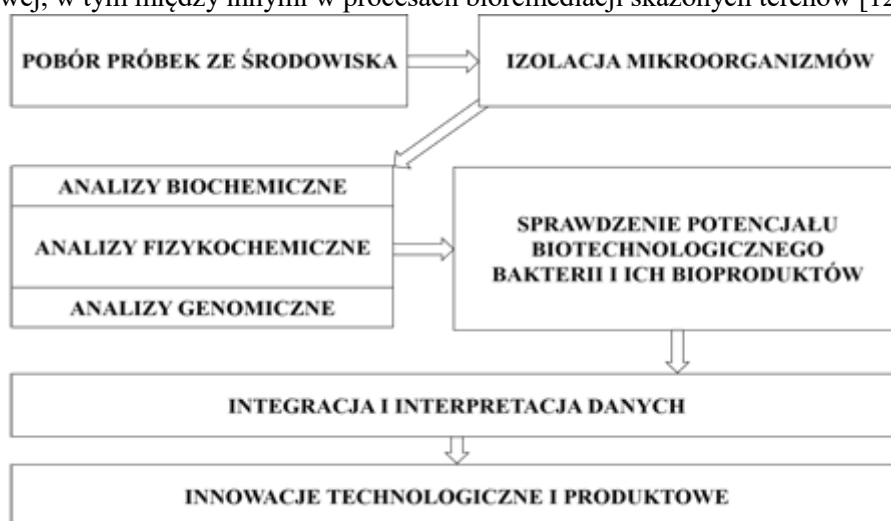 wej, w tym między innymi w procesach bioremediacji skażonych terenów [12
POBÓR PRÓBEK ZE ŚRODOWISKA
IZOLACJA MIKROORGANIZMÓW
ANALIZY BIOCHEMICZNE
ANALIZY FIZYKOCHEMICZNE
ANALIZY GENOMICZNE
SPRAWDZENIE POTENCJAŁU
BIOTECHNOLOGICZNEGO
BAKTERII I ICH BIOPRODUKTÓW
INTEGRACJA I INTERPRETACJA DANYCH
INNOWACJE TECHNOLOGICZNE I PRODUKTOWE